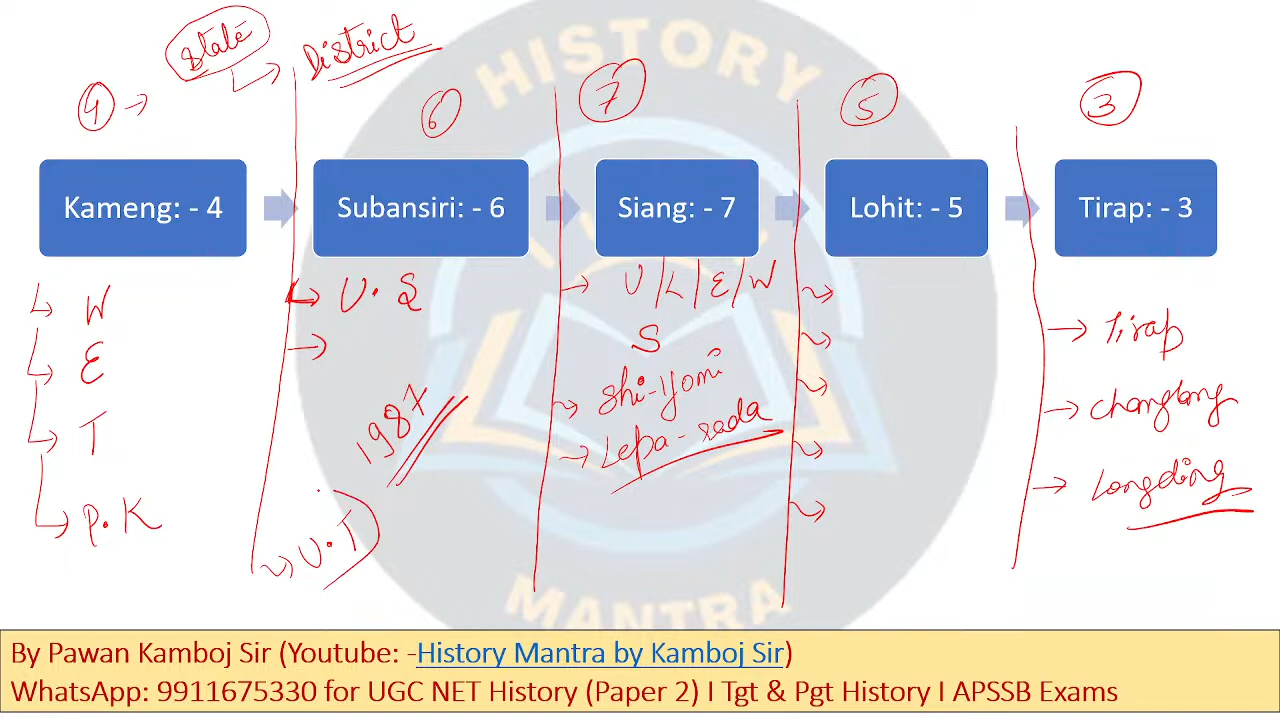 State
District
4
6
7
5
3
HISTORY
Kameng: - 4
Subansiri: - 6
Siang: - 7
Lohit: - 5
Tirap: - 3
W
E
T
P.K
U.S
1987
U.T
U/L/E/W
S
Shi-Yomi
Lepa-rada
Tirap
Changlang
Longding
MANTRA
By Pawan Kamboj Sir (Youtube: -History Mantra by Kamboj Sir)
WhatsApp: 9911675330 for UGC NET History (Paper 2) I Tgt & Pgt History I APSSB Exams